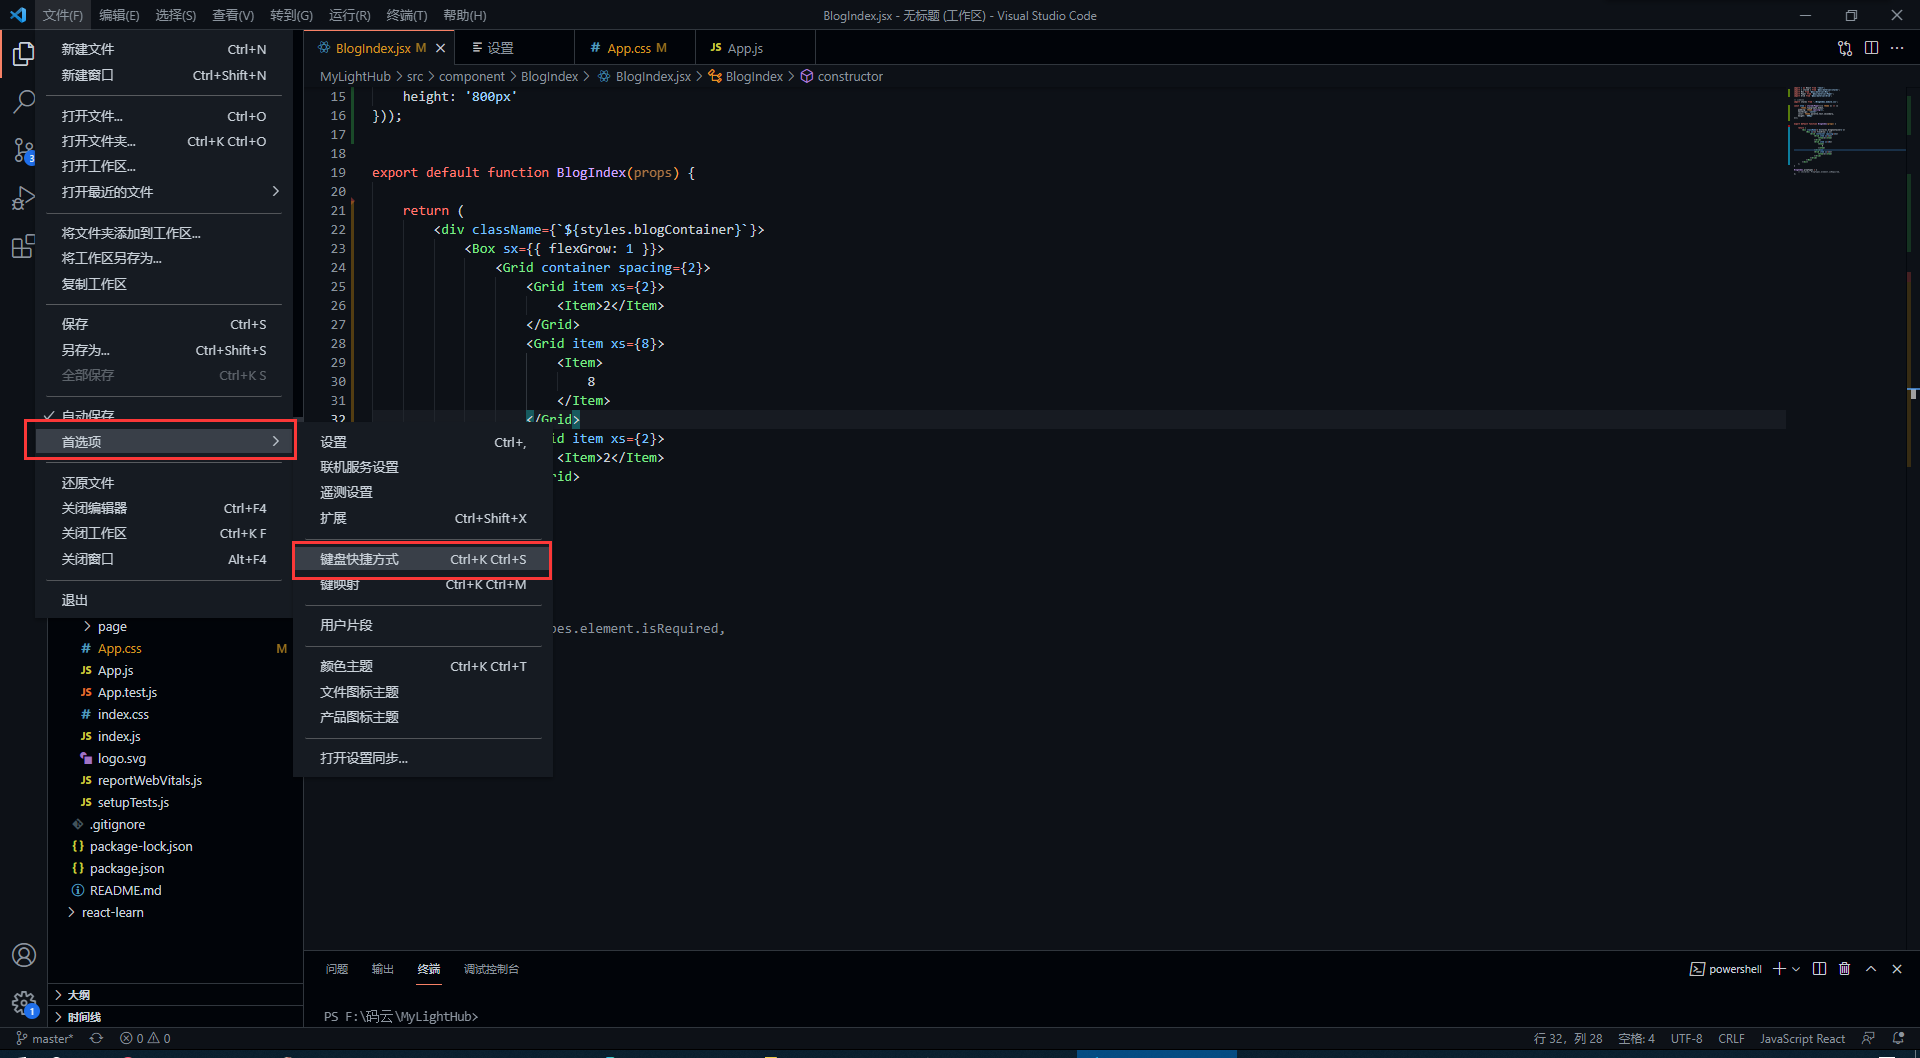 文件(F) 编辑(E) 选择(S) 查看(V) 转到(G) 运行(R) 终端(T) 帮助(H)
BlogIndex.jsx - 无标题 (工作区) - Visual Studio Code
新建文件 Ctrl+N
新建窗口 Ctrl+Shift+N
打开文件... Ctrl+O
打开文件夹... Ctrl+K Ctrl+O
打开工作区...
打开最近的文件
将文件夹添加到工作区...
将工作区另存为...
复制工作区
保存 Ctrl+S
另存为... Ctrl+Shift+S
全部保存 Ctrl+K S
自动保存
首选项
还原文件
关闭编辑器 Ctrl+F4
关闭工作区 Ctrl+K F
关闭窗口 Alt+F4
退出
设置 Ctrl+,
联机服务设置
遥测设置
扩展 Ctrl+Shift+X
键盘快捷方式 Ctrl+K Ctrl+S
键映射 Ctrl+K Ctrl+M
用户片段
颜色主题 Ctrl+K Ctrl+T
文件图标主题
产品图标主题
打开设置同步...
3
page
# App.css M
JS App.js
JS App.test.js
# index.css
JS index.js
logo.svg
JS reportWebVitals.js
JS setupTests.js
.gitignore
{} package-lock.json
{} package.json
README.md
react-learn
大纲
时间线
1
BlogIndex.jsx M
设置
# App.css M
JS App.js
MyLightHub > src > component > BlogIndex > BlogIndex.jsx > BlogIndex > constructor
15 height: '800px'
16 }));
17
18
19 export default function BlogIndex(props) {
20
21 return (
22 <div className={`${styles.blogContainer}`}>
23 <Box sx={{ flexGrow: 1 }}>
24 <Grid container spacing={2}>
25 <Grid item xs={2}>
26 <Item>2</Item>
27 </Grid>
28 <Grid item xs={8}>
29 <Item>
30 8
31 </Item>
32 </Grid>
id item xs={2}>
<Item>2</Item>
rid>
pes.element.isRequired,
问题 输出 终端 调试控制台
powershell
PS F:\码云\MyLightHub>
master* 0 0
行 32，列 28 空格: 4 UTF-8 CRLF JavaScript React